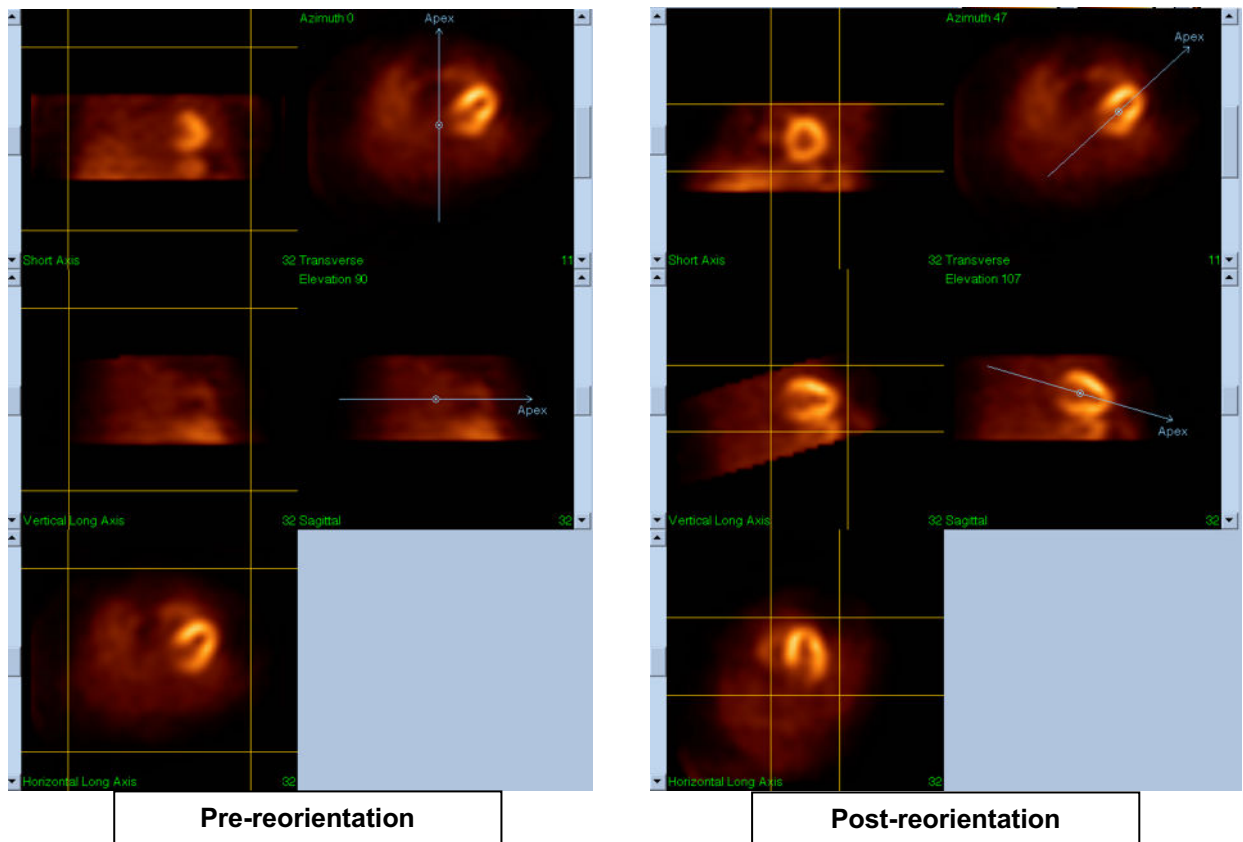 Azimuth 0
Apex
Short Axis 32 Transverse 11
Elevation 90
Apex
Vertical Long Axis 32 Sagittal 32
Horizontal Long Axis 32
Pre-reorientation
Azimuth 47
Apex
Short Axis 32 Transverse 11
Elevation 107
Apex
Vertical Long Axis 32 Sagittal 32
Horizontal Long Axis 32
Post-reorientation